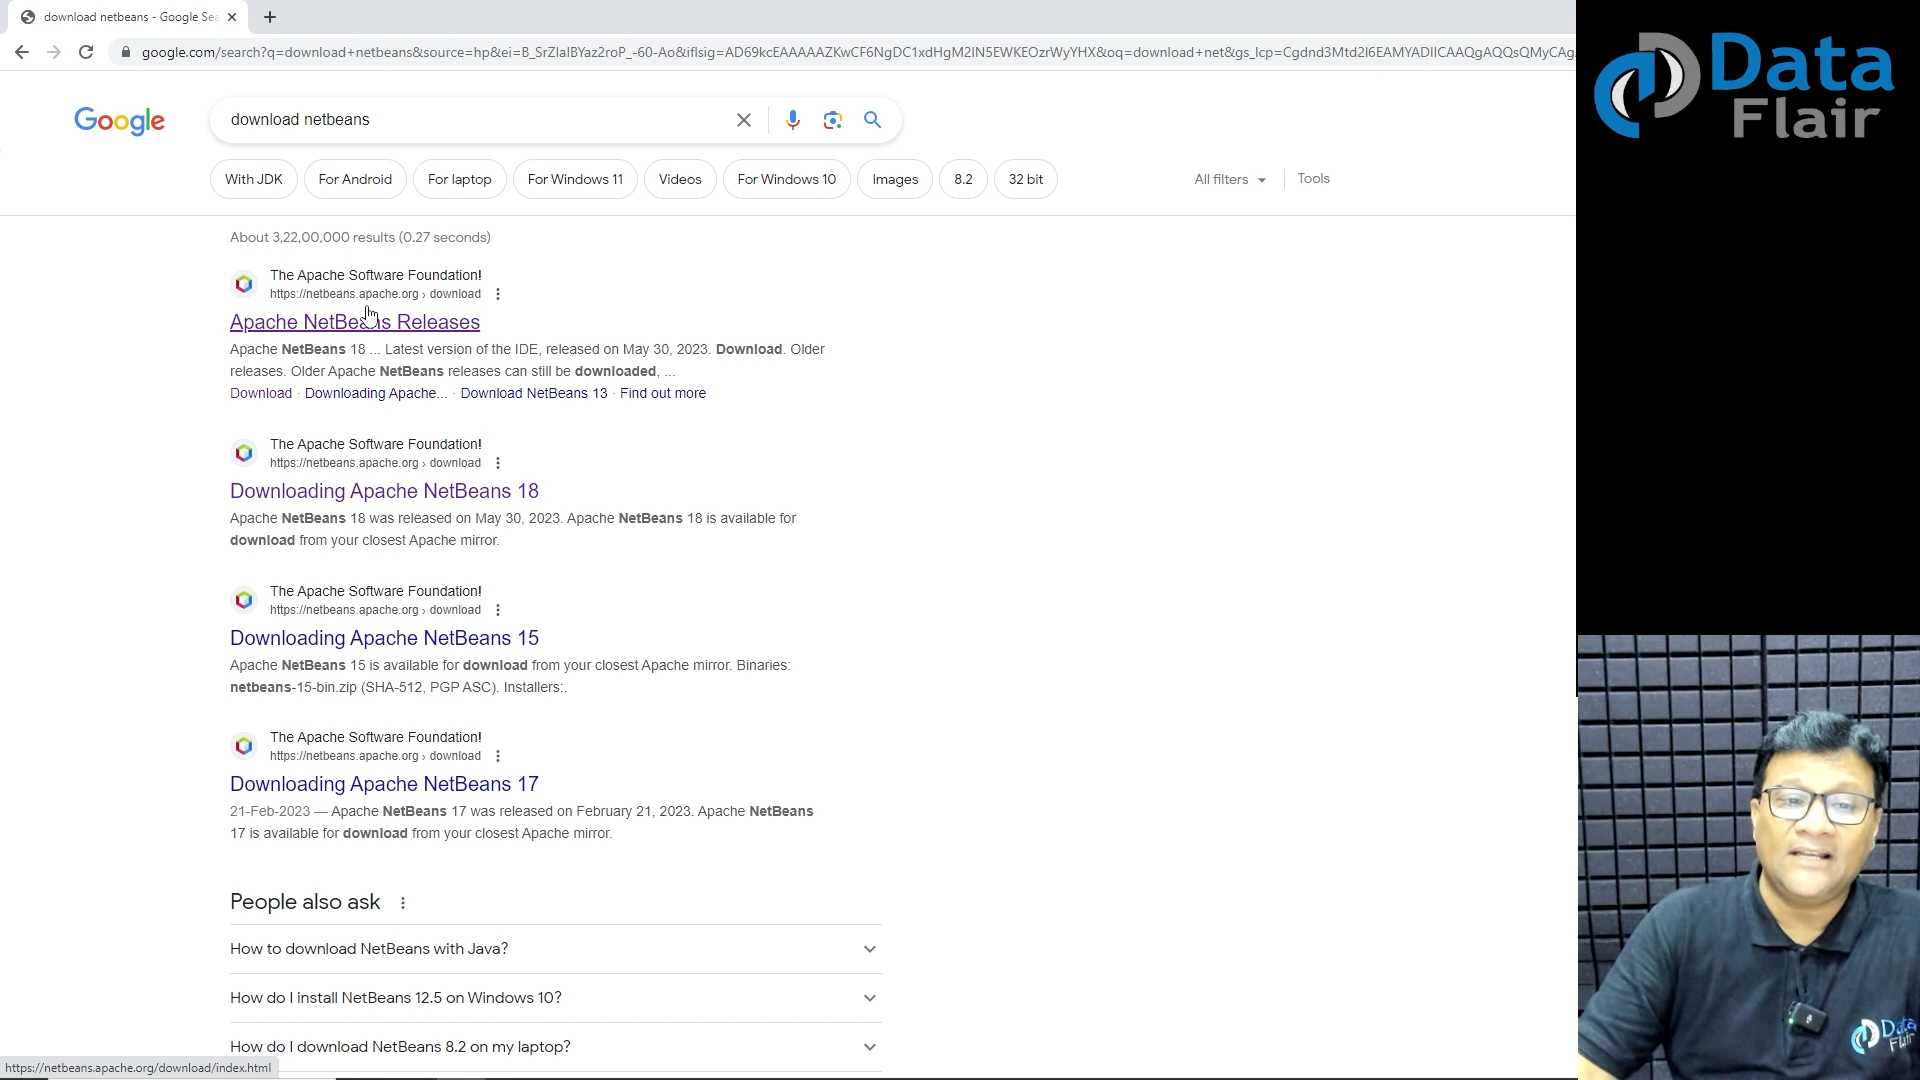 download netbeans - Google Sea
google.com/search?q=download+netbeans&source=hp&ei=B_SrZIaIBYaz2roP_-60-Ao&iflsig=AD69kcEAAAAAZKwCF6NgDC1xdHgM2IN5EWKEOzrWyYHX&oq=download+net&gs_lcp=Cgdnd3Mtd2l6EAMYADIICAAQgAQQsQMyCAg
Google
download netbeans
With JDK
For Android
For laptop
For Windows 11
Videos
For Windows 10
Images
8.2
32 bit
All filters
Tools
About 3,22,00,000 results (0.27 seconds)
The Apache Software Foundation!
https://netbeans.apache.org › download
Apache NetBeans Releases
Apache NetBeans 18 ... Latest version of the IDE, released on May 30, 2023. Download. Older
releases. Older Apache NetBeans releases can still be downloaded, ...
Download · Downloading Apache... · Download NetBeans 13 · Find out more
The Apache Software Foundation!
https://netbeans.apache.org › download
Downloading Apache NetBeans 18
Apache NetBeans 18 was released on May 30, 2023. Apache NetBeans 18 is available for
download from your closest Apache mirror.
The Apache Software Foundation!
https://netbeans.apache.org › download
Downloading Apache NetBeans 15
Apache NetBeans 15 is available for download from your closest Apache mirror. Binaries:
netbeans-15-bin.zip (SHA-512, PGP ASC). Installers:.
The Apache Software Foundation!
https://netbeans.apache.org › download
Downloading Apache NetBeans 17
21-Feb-2023 — Apache NetBeans 17 was released on February 21, 2023. Apache NetBeans
17 is available for download from your closest Apache mirror.
People also ask
How to download NetBeans with Java?
How do I install NetBeans 12.5 on Windows 10?
How do I download NetBeans 8.2 on my laptop?
https://netbeans.apache.org/download/index.html
Data
Flair
Data
Flair